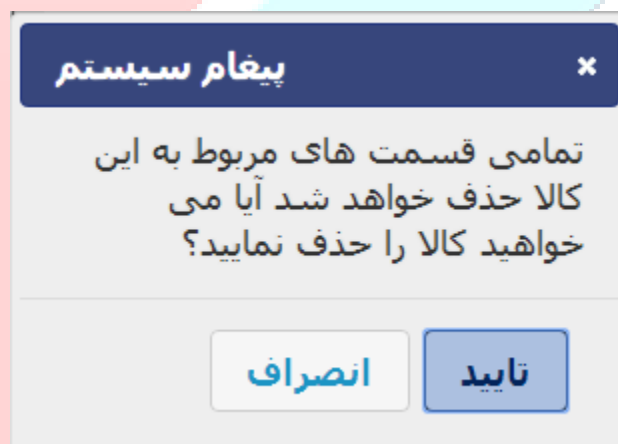 پیغام سیستم ×
تمامی قسمت های مربوط به این
کالا حذف خواهد شد آیا می
خواهید کالا را حذف نمایید؟
تایید انصراف